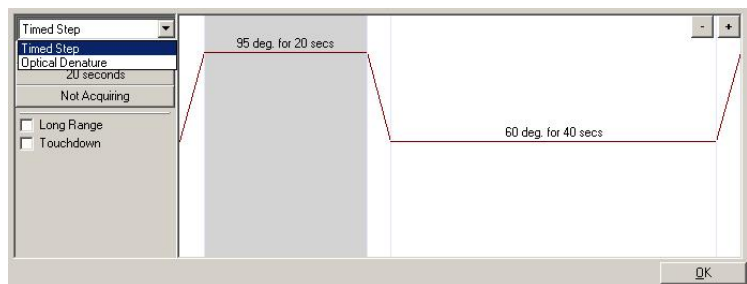 Timed Step
Timed Step
Optical Denature
20 seconds
Not Acquiring
Long Range
Touchdown
95 deg. for 20 secs
- +
60 deg. for 40 secs
OK